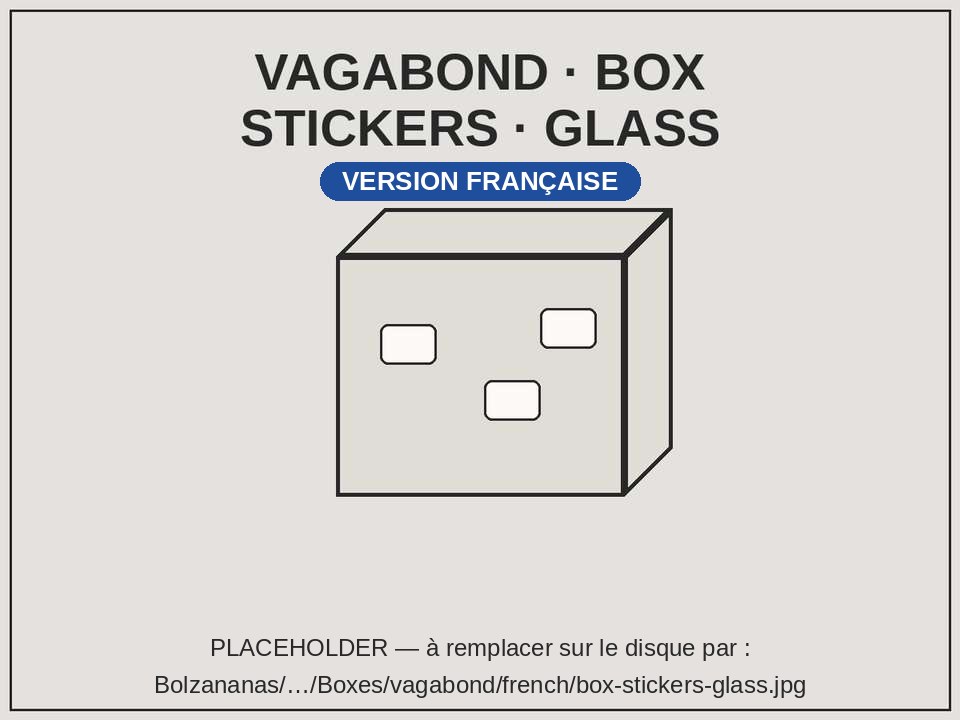 VAGABOND · BOX
STICKERS · GLASS
VERSION FRANÇAISE
PLACEHOLDER — à remplacer sur le disque par :
Bolzananas/…/Boxes/vagabond/french/box-stickers-glass.jpg